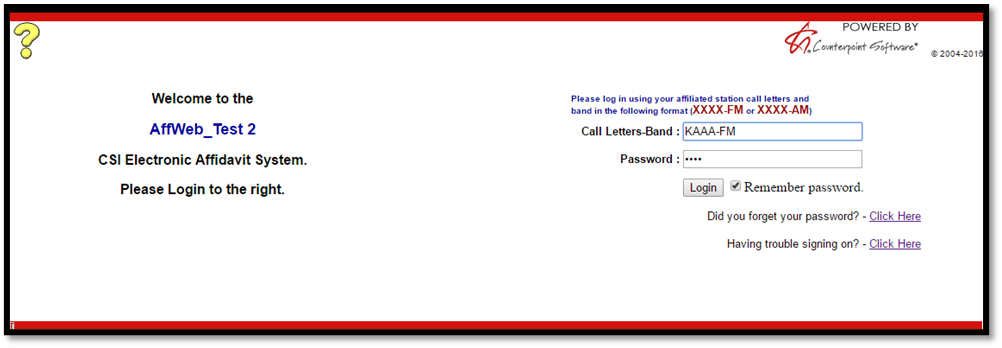 ?
POWERED BY
Counterpoint Software®
© 2004-2016
Welcome to the
AffWeb_Test 2
CSI Electronic Affidavit System.
Please Login to the right.
Please log in using your affiliated station call letters and
band in the following format (XXXX-FM or XXXX-AM)
Call Letters-Band : KAAA-FM
Password : ••••
Login Remember password.
Did you forget your password? - Click Here
Having trouble signing on? - Click Here